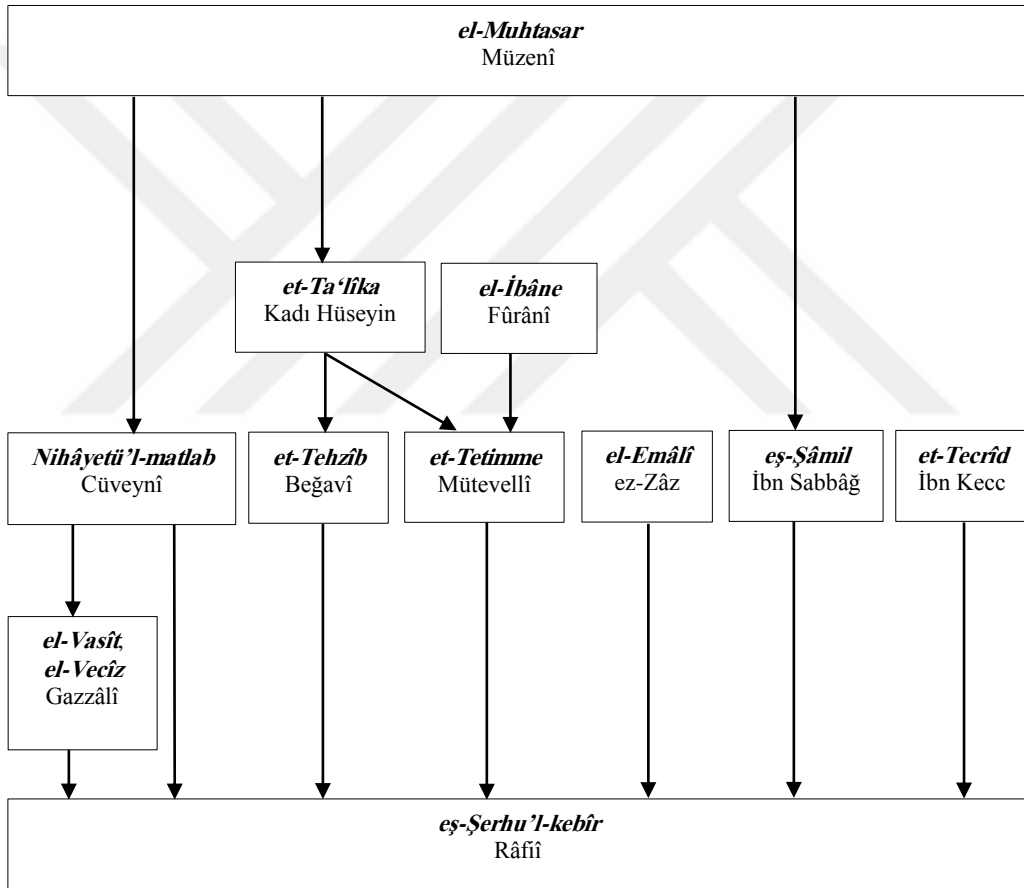 el-Muhtasar
Müzenî
et-Ta‘lîka
Kadı Hüseyin
el-İbâne
Fûrânî
Nihâyetü’l-matlab
Cüveynî
et-Tehzîb
Beğavî
et-Tetimme
Mütevellî
el-Emâlî
ez-Zâz
eş-Şâmil
İbn Sabbâğ
et-Tecrîd
İbn Kecc
el-Vasît,
el-Vecîz
Gazzâlî
eş-Şerhu’l-kebîr
Râfiî